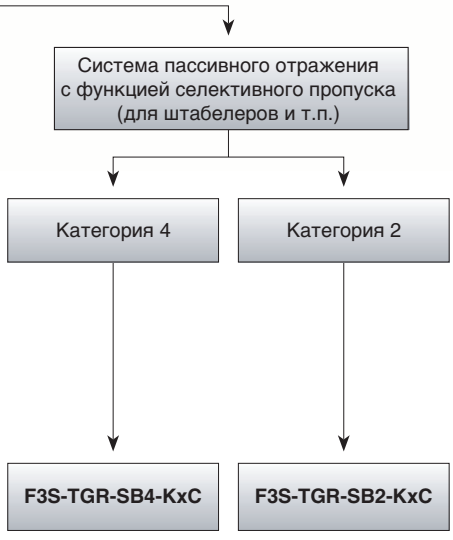 Система пассивного отражения
с функцией селективного пропуска
(для штабелеров и т.п.)
Категория 4
Категория 2
F3S-TGR-SB4-KxC
F3S-TGR-SB2-KxC